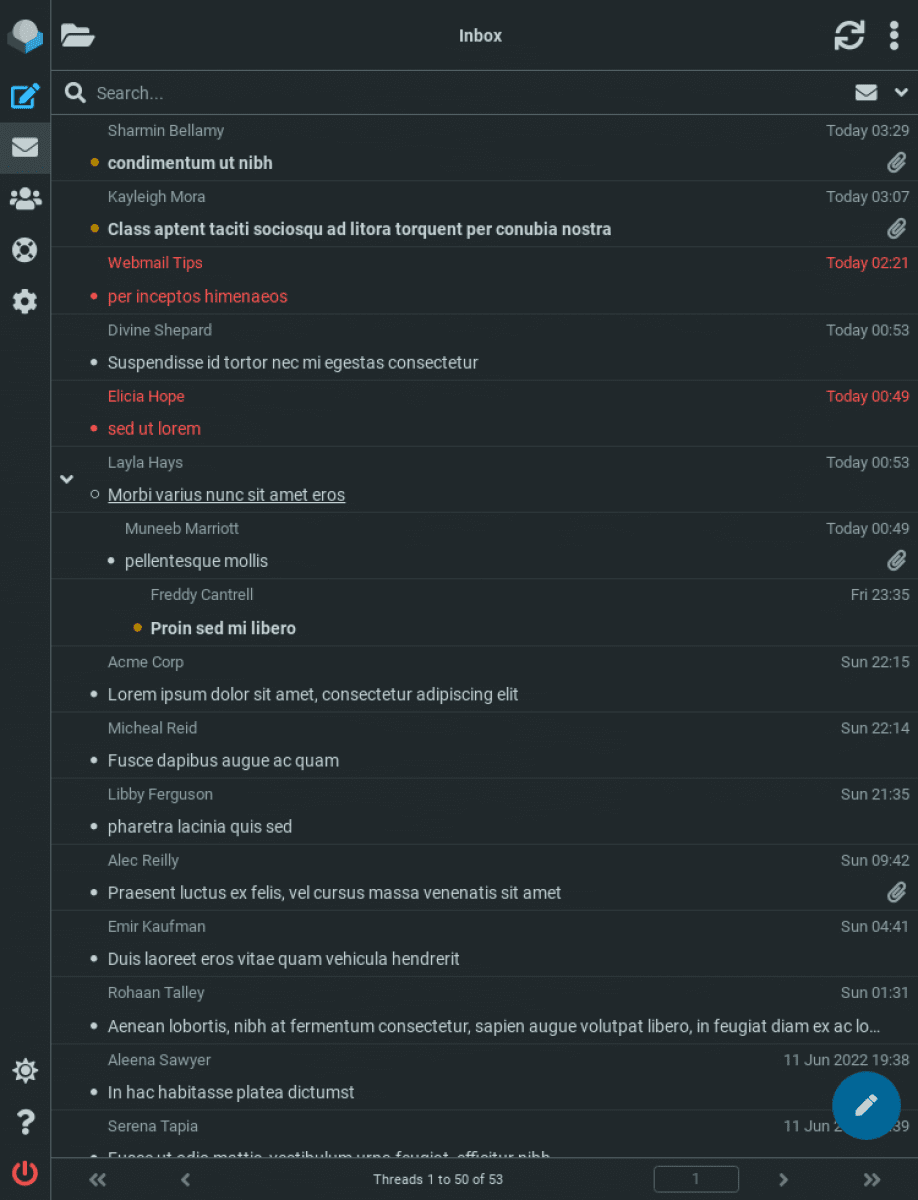 Inbox
Search...
Sharmin Bellamy Today 03:29
condimentum ut nibh
Kayleigh Mora Today 03:07
Class aptent taciti sociosqu ad litora torquent per conubia nostra
Webmail Tips Today 02:21
per inceptos himenaeos
Divine Shepard Today 00:53
Suspendisse id tortor nec mi egestas consectetur
Elicia Hope Today 00:49
sed ut lorem
Layla Hays Today 00:53
Morbi varius nunc sit amet eros
Muneeb Marriott Today 00:49
pellentesque mollis
Freddy Cantrell Fri 23:35
Proin sed mi libero
Acme Corp Sun 22:15
Lorem ipsum dolor sit amet, consectetur adipiscing elit
Micheal Reid Sun 22:14
Fusce dapibus augue ac quam
Libby Ferguson Sun 21:35
pharetra lacinia quis sed
Alec Reilly Sun 09:42
Praesent luctus ex felis, vel cursus massa venenatis sit amet
Emir Kaufman Sun 04:41
Duis laoreet eros vitae quam vehicula hendrerit
Rohaan Talley Sun 01:31
Aenean lobortis, nibh at fermentum consectetur, sapien augue volutpat libero, in feugiat diam ex ac lo...
Aleena Sawyer 11 Jun 2022 19:38
In hac habitasse platea dictumst
Serena Tapia 11 Jun
Fusce ut odio mattis, vestibulum urna feugiat, efficitur nibh
Threads 1 to 50 of 53 1